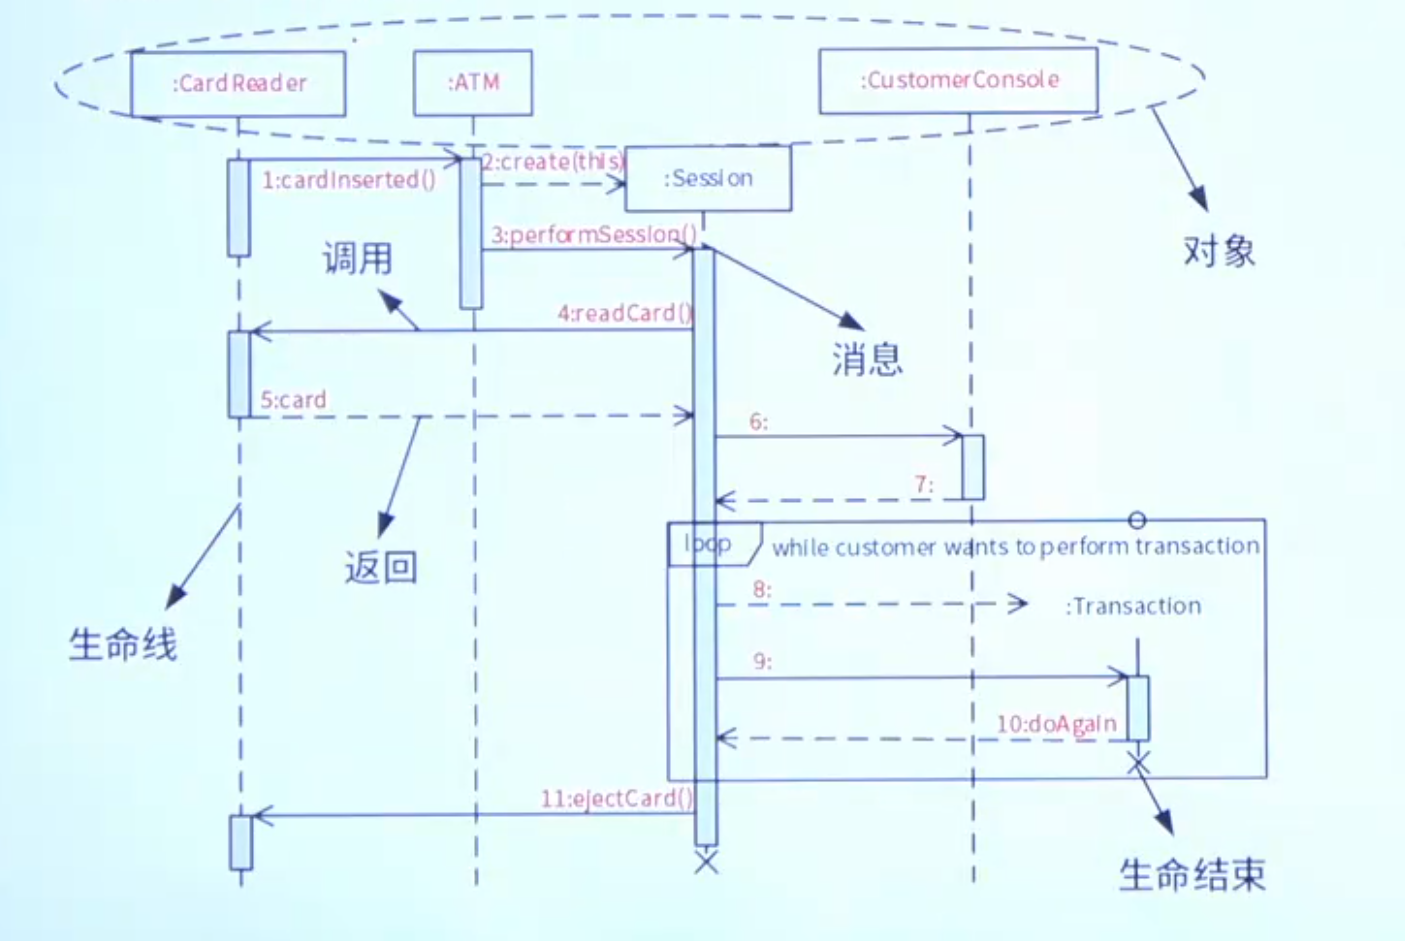 :CardReader
:ATM
:CustomerConsole
2:create(this)
:Session
1:cardInserted()
3:performSession()
对象
调用
4:readCard()
消息
5:card
6:
7:
返回
loop
while customer wants to perform transaction
8:
:Transaction
生命线
9:
10:doAgain
11:ejectCard()
生命结束